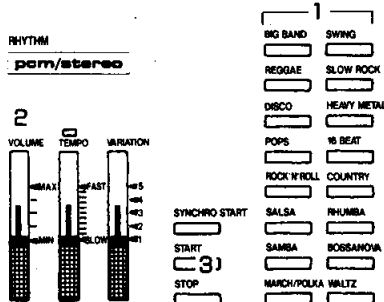 1
BIG BAND SWING
RHYTHM
pcm/stereo
REGGAE SLOW ROCK
DISCO HEAVY METAL
2
VOLUME TEMPO VARIATION
POPS 16 BEAT
MAX FAST 5
4
3
2
MIN SLOW 1
ROCK'N'ROLL COUNTRY
SYNCHRO START SALSA RHUMBA
START SAMBA BOSSANOVA
3
STOP MARCH/POLKA WALTZ